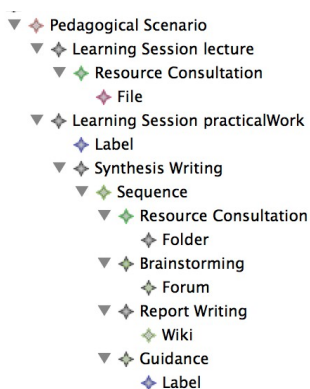 Pedagogical Scenario
Learning Session lecture
Resource Consultation
File
Learning Session practicalWork
Label
Synthesis Writing
Sequence
Resource Consultation
Folder
Brainstorming
Forum
Report Writing
Wiki
Guidance
Label